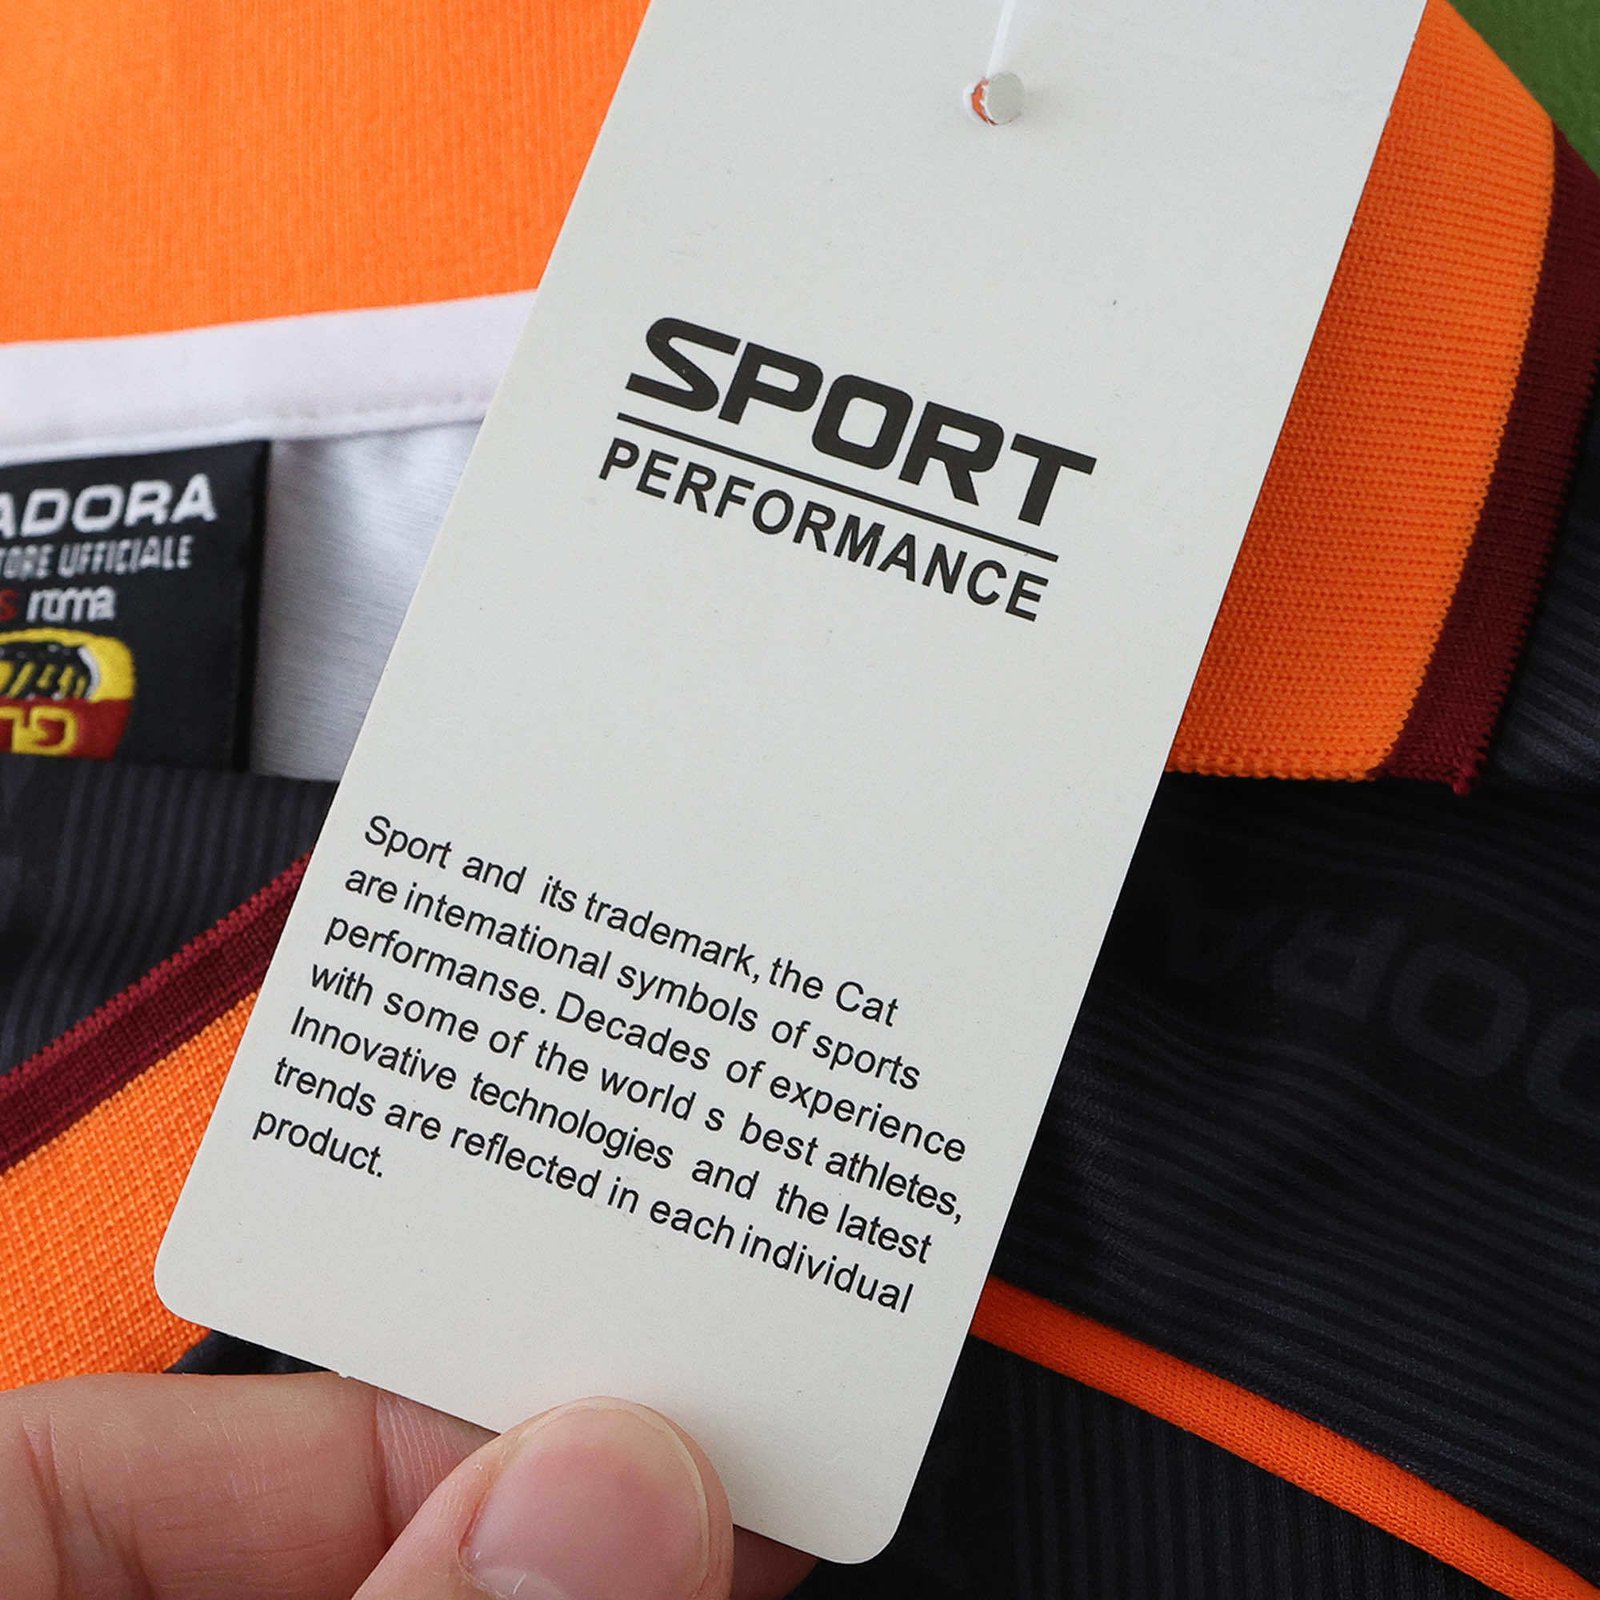 SPORT
PERFORMANCE
Sport and its trademark, the Cat
are intemational symbols of sports
performanse. Decades of experience
with some of the world s best athletes,
Innovative technologies and the latest
trends are reflected in each individual
product.
ADORA
TORE UFFICIALE
S roma